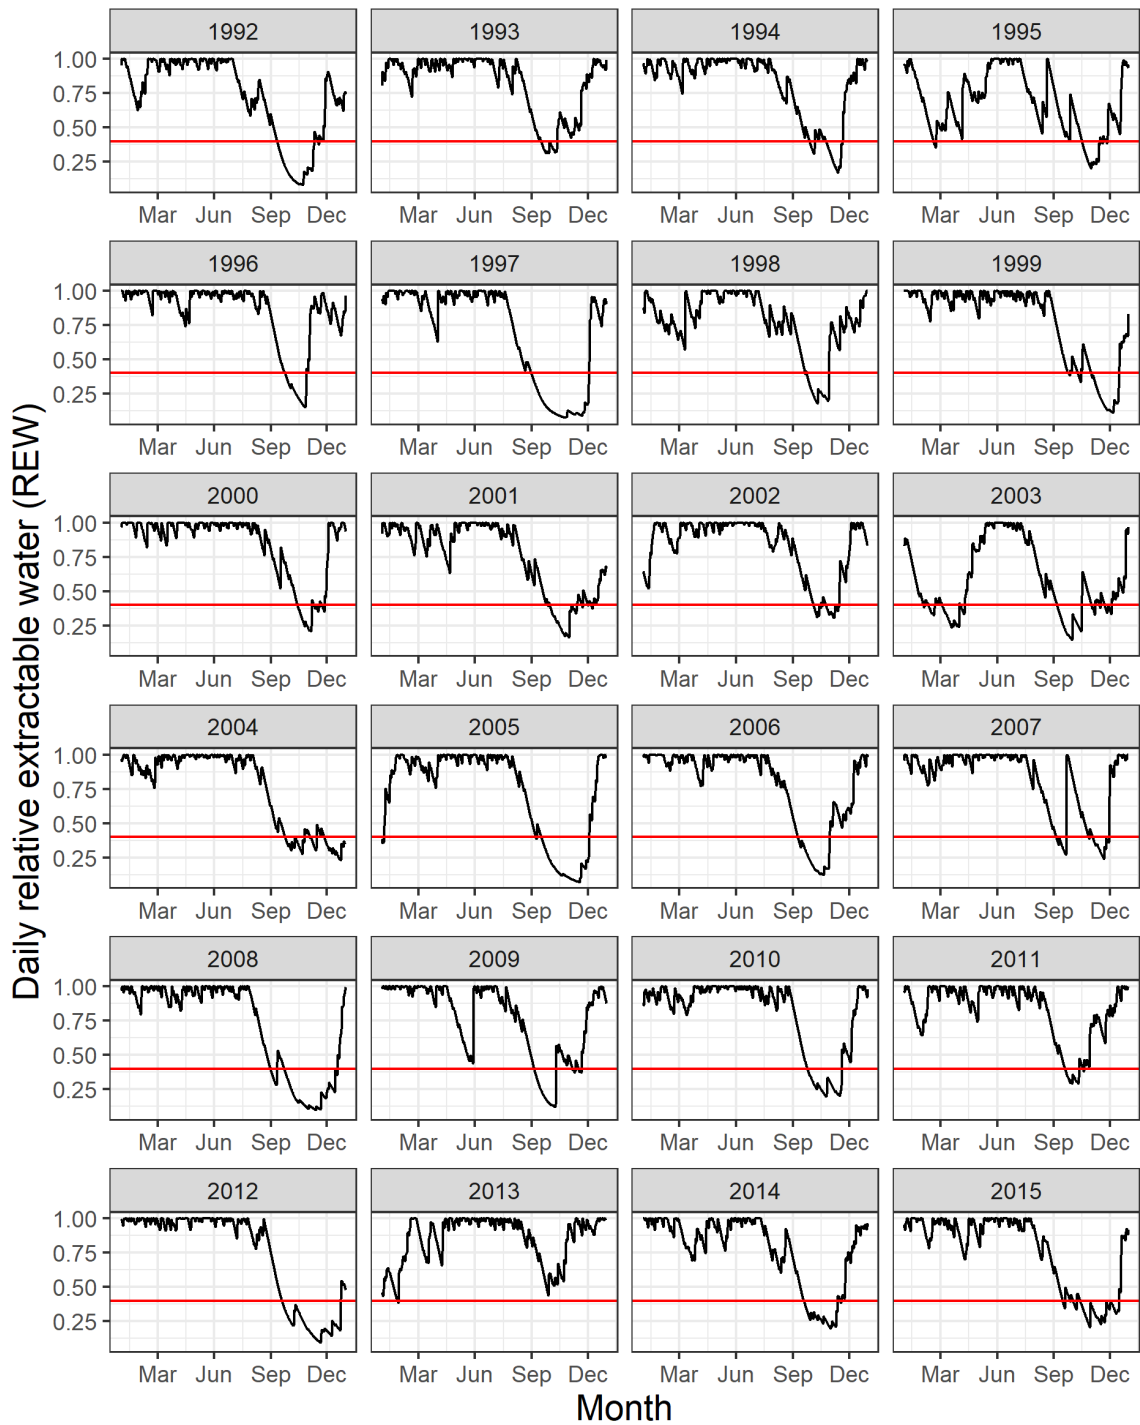 1992 1993 1994 1995
1.00
0.75
0.50
0.25
Mar Jun Sep Dec Mar Jun Sep Dec Mar Jun Sep Dec Mar Jun Sep Dec
1996 1997 1998 1999
1.00
0.75
0.50
0.25
Mar Jun Sep Dec Mar Jun Sep Dec Mar Jun Sep Dec Mar Jun Sep Dec
2000 2001 2002 2003
1.00
0.75
0.50
0.25
Mar Jun Sep Dec Mar Jun Sep Dec Mar Jun Sep Dec Mar Jun Sep Dec
2004 2005 2006 2007
1.00
0.75
0.50
0.25
Mar Jun Sep Dec Mar Jun Sep Dec Mar Jun Sep Dec Mar Jun Sep Dec
2008 2009 2010 2011
1.00
0.75
0.50
0.25
Mar Jun Sep Dec Mar Jun Sep Dec Mar Jun Sep Dec Mar Jun Sep Dec
2012 2013 2014 2015
1.00
0.75
0.50
0.25
Mar Jun Sep Dec Mar Jun Sep Dec Mar Jun Sep Dec Mar Jun Sep Dec
Month
Daily relative extractable water (REW)